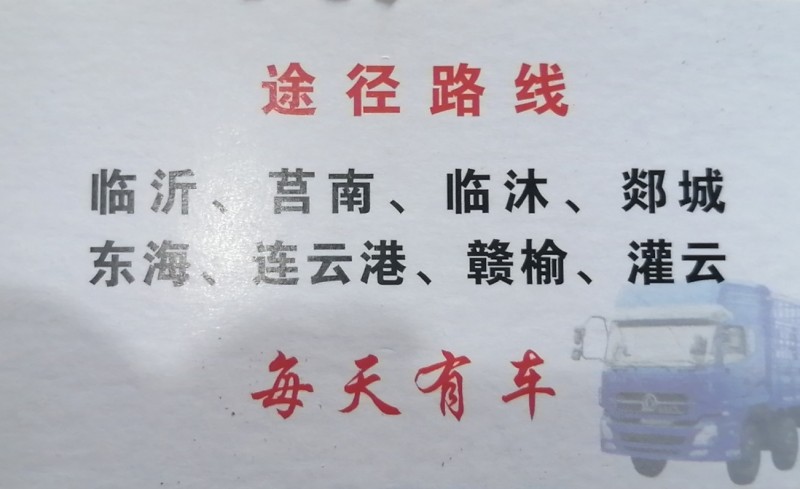 途径路线
临沂、莒南、临沐、郯城
东海、连云港、赣榆、灌云
每天有车